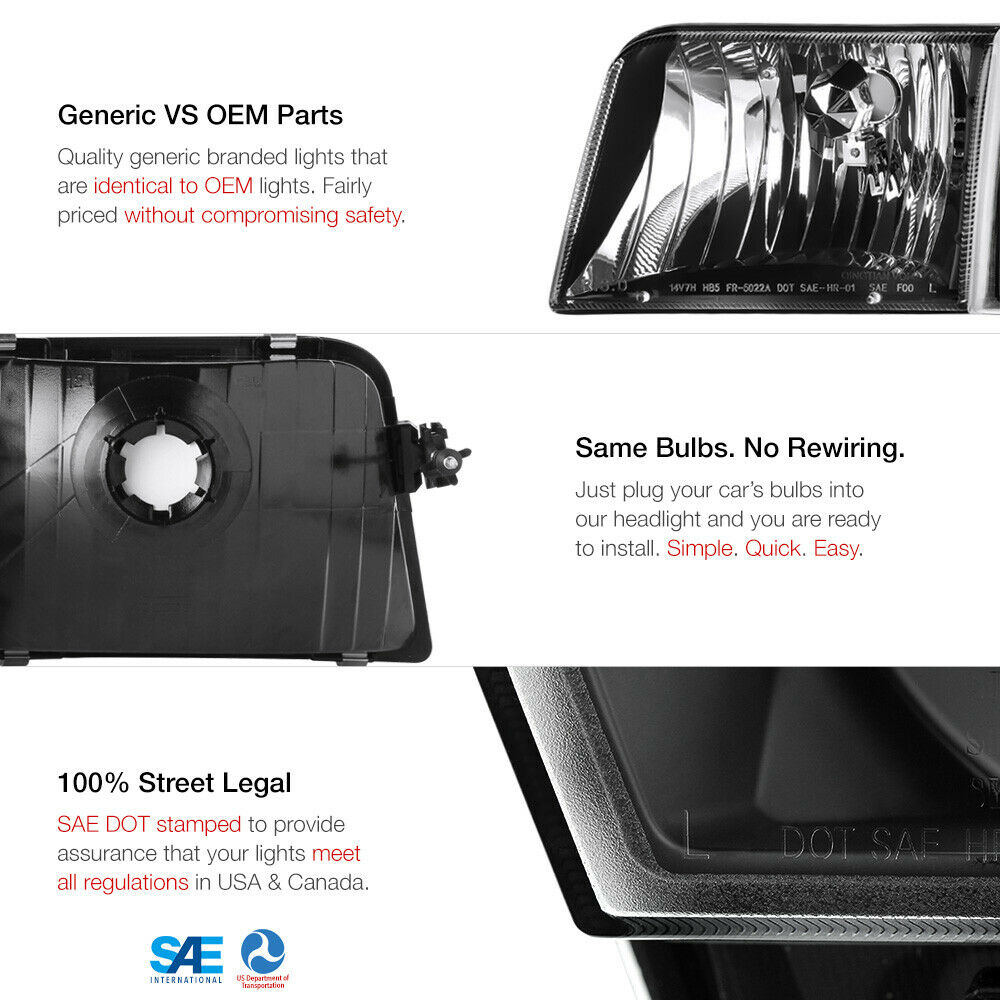 Generic VS OEM Parts
Quality generic branded lights that
are identical to OEM lights. Fairly
priced without compromising safety.
14V7H HB5 FR-5022A DOT SAE-HR-01 SAE F00 L
Same Bulbs. No Rewiring.
Just plug your car's bulbs into
our headlight and you are ready
to install. Simple. Quick. Easy.
100% Street Legal
SAE DOT stamped to provide
assurance that your lights meet
all regulations in USA & Canada.
L DOT SAE
SAE
INTERNATIONAL
US Department of
Transportation